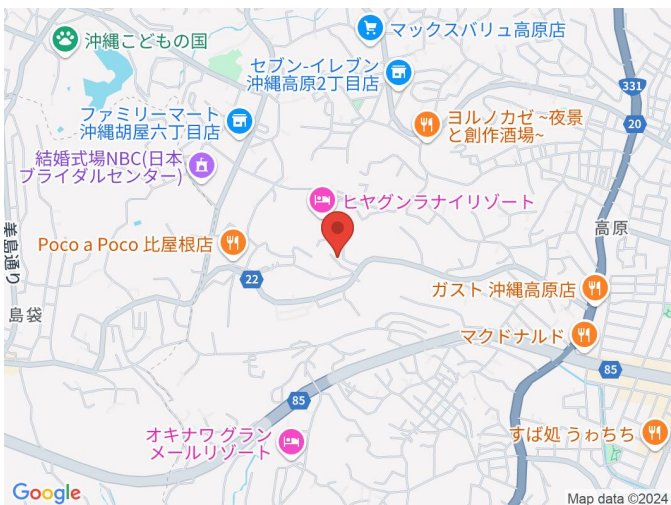 沖縄こどもの国
マックスバリュ高原店
セブン-イレブン
沖縄高原2丁目店
331
20
ファミリーマート
沖縄胡屋六丁目店
ヨルノカゼ ~夜景
と創作酒場~
結婚式場NBC(日本
ブライダルセンター)
ヒヤグンラナイリゾート
高原
美島通り
Poco a Poco 比屋根店
22
ガスト 沖縄高原店
島袋
マクドナルド
85
85
オキナワ グラン
メールリゾート
すば処 うゎちち
Google
Map data ©2024